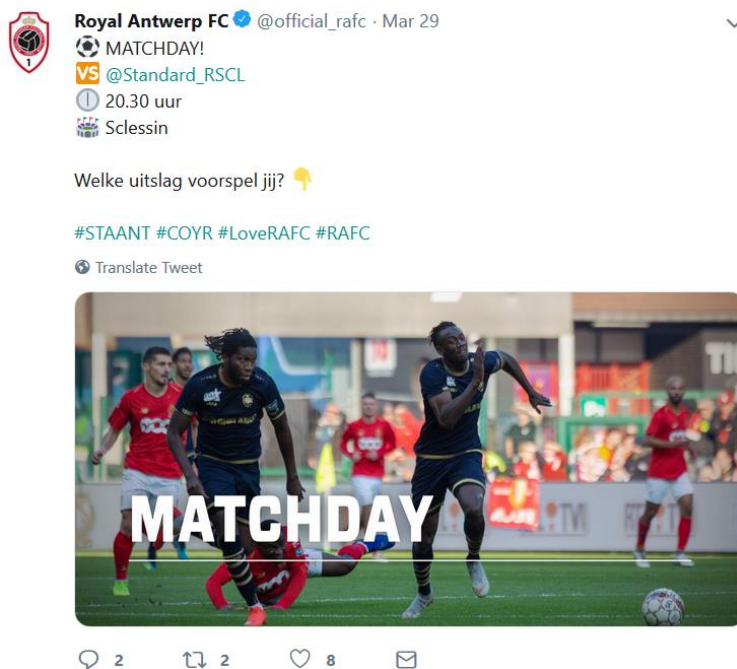 Royal Antwerp FC @official_rafc · Mar 29
MATCHDAY!
VS @Standard_RSCL
20.30 uur
Sclessin
Welke uitslag voorspel jij?
#STAANT #COYR #LoveRAFC #RAFC
Translate Tweet
MATCHDAY
2 2 8